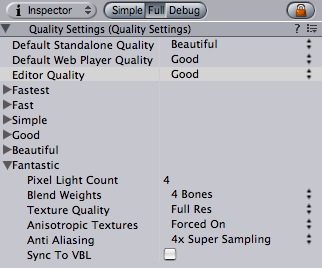 Inspector Simple Full Debug
Quality Settings (Quality Settings) ?
Default Standalone Quality Beautiful
Default Web Player Quality Good
Editor Quality Good
Fastest
Fast
Simple
Good
Beautiful
Fantastic
Pixel Light Count 4
Blend Weights 4 Bones
Texture Quality Full Res
Anisotropic Textures Forced On
Anti Aliasing 4x Super Sampling
Sync To VBL